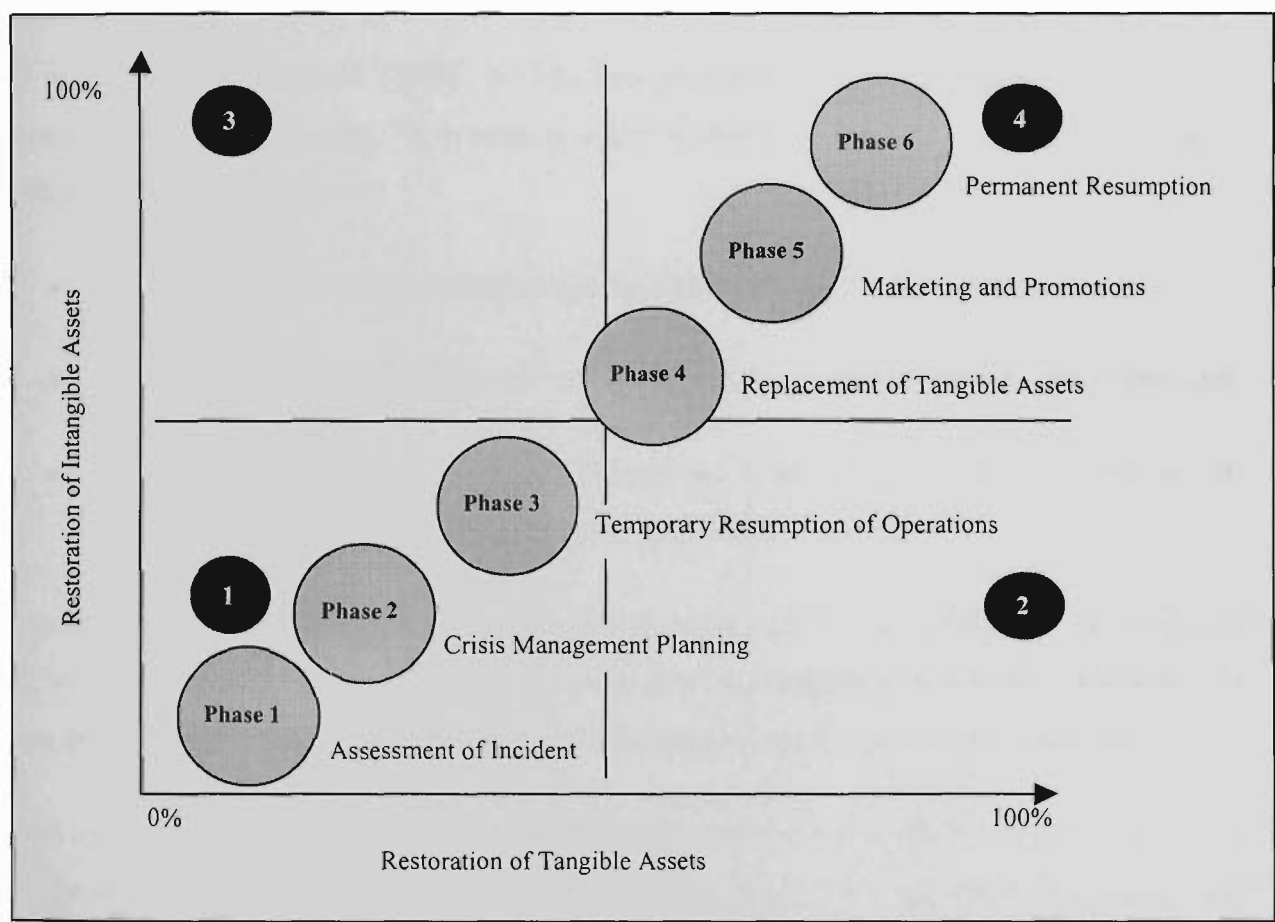 100%
3
4
Phase 6
Permanent Resumption
Phase 5
Marketing and Promotions
Phase 4
Replacement of Tangible Assets
Restoration of Intangible Assets
Phase 3
Temporary Resumption of Operations
1
2
Phase 2
Crisis Management Planning
Phase 1
Assessment of Incident
0%
100%
Restoration of Tangible Assets